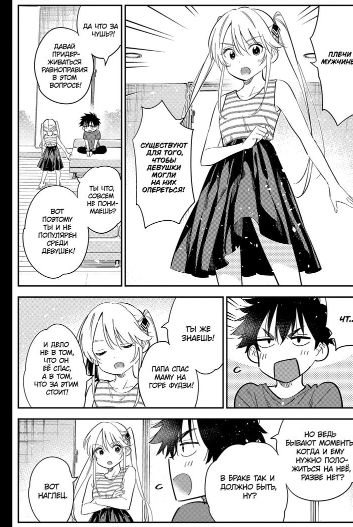 ПЛЕЧИ
МУЖЧИНЫ
СУЩЕСТВУЮТ
ДЛЯ ТОГО,
ЧТОБЫ
ДЕВУШКИ
МОГЛИ
НА НИХ
ОПЕРЕТЬСЯ!
ДА ЧТО ЗА
ЧУШЬ?!
ДАВАЙ
ПРИДЕР-
ЖИВАТЬСЯ
РАВНОПРАВИЯ
В ЭТОМ
ВОПРОСЕ!
ТЫ ЧТО,
СОВСЕМ
НЕ ПОНИ-
МАЕШЬ?
ВОТ
ПОЭТОМУ
ТЫ И НЕ
ПОПУЛЯРЕН
СРЕДИ
ДЕВУШЕК!
ЧТ...
ТЫ ЖЕ
ЗНАЕШЬ!
ПАПА СПАС
МАМУ НА
ГОРЕ ФУДЗИ!
И ДЕЛО
НЕ В ТОМ,
ЧТО ОН
ЕЁ СПАС,
А В ТОМ,
ЧТО ЗА ЭТИМ
СТОИТ!
НО ВЕДЬ
БЫВАЮТ МОМЕНТЫ
КОГДА И ЕМУ
НУЖНО ПОЛО-
ЖИТЬСЯ НА НЕЁ,
РАЗВЕ НЕТ?
В БРАКЕ ТАК И
ДОЛЖНО БЫТЬ,
НУ?
ВОТ
НАГЛЕЦ.